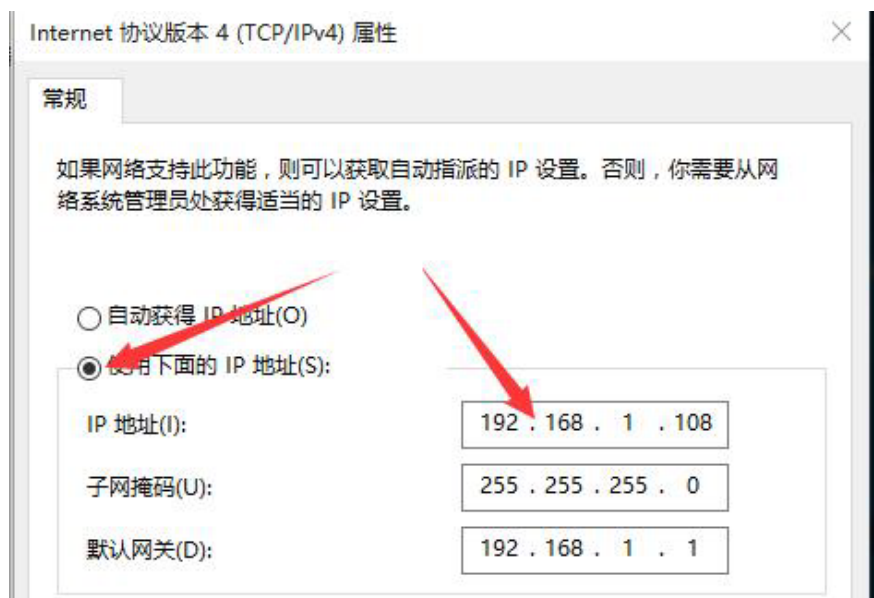 Internet 协议版本 4 (TCP/IPv4) 属性
常规
如果网络支持此功能，则可以获取自动指派的 IP 设置。否则，你需要从网
络系统管理员处获得适当的 IP 设置。
自动获得 IP 地址(O)
使用下面的 IP 地址(S):
IP 地址(I):
192 . 168 . 1 . 108
子网掩码(U):
255 . 255 . 255 . 0
默认网关(D):
192 . 168 . 1 . 1